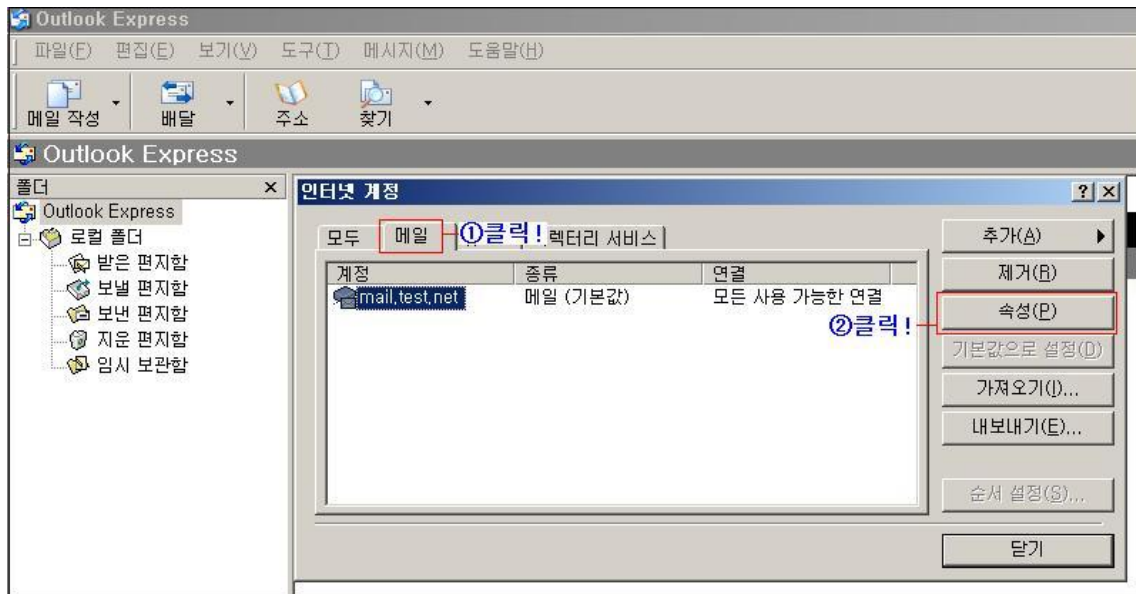 Outlook Express
파일(F) 편집(E) 보기(V) 도구(T) 메시지(M) 도움말(H)
메일 작성 배달 주소 찾기
Outlook Express
폴더 x
Outlook Express
로컬 폴더
받은 편지함
보낼 편지함
보낸 편지함
지운 편지함
임시 보관함
인터넷 계정
모두 메일 ①클릭! 렉터리 서비스
계정 종류 연결
mail.test.net 메일 (기본값) 모든 사용 가능한 연결
②클릭!
추가(A)
제거(R)
속성(P)
기본값으로 설정(D)
가져오기(I)...
내보내기(E)...
순서 설정(S)...
닫기